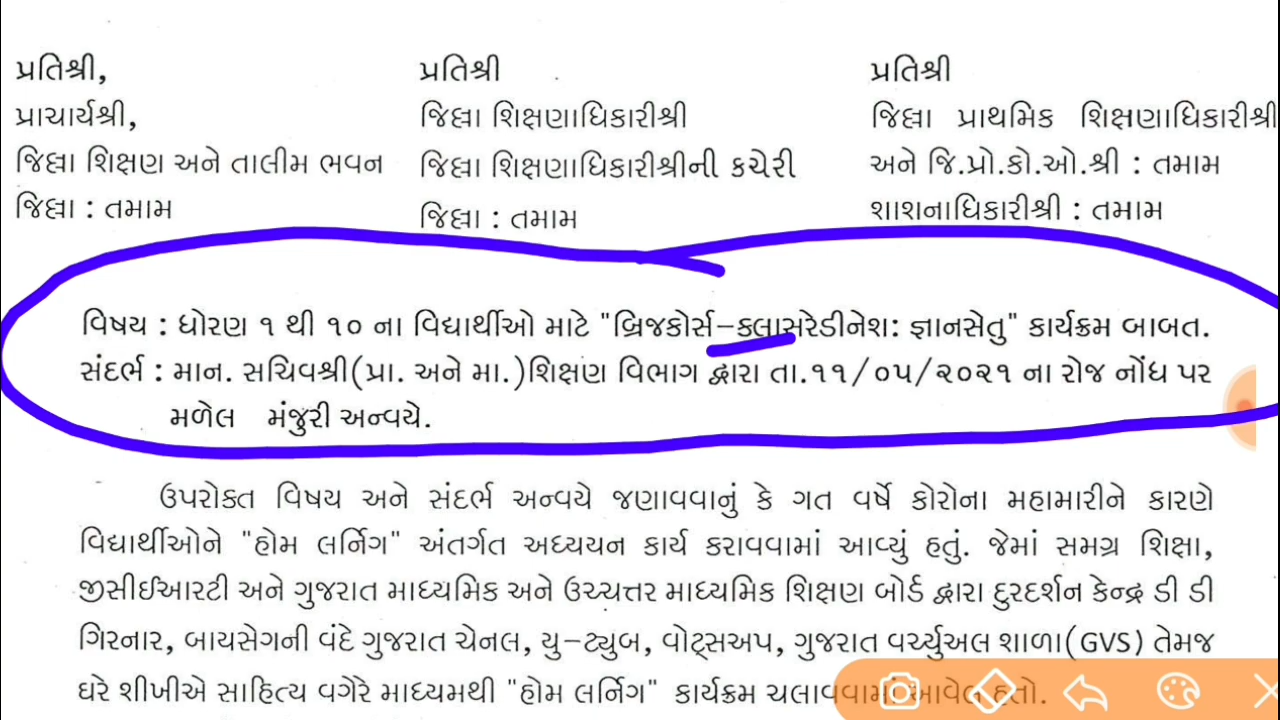 પ્રતિશ્રી,
પ્રાચાર્યશ્રી,
જિલ્લા શિક્ષણ અને તાલીમ ભવન
જિલ્લા : તમામ
પ્રતિશ્રી
જિલ્લા શિક્ષણાધિકારીશ્રી
જિલ્લા શિક્ષણાધિકારીશ્રીની કચેરી
જિલ્લા : તમામ
પ્રતિશ્રી
જિલ્લા પ્રાથમિક શિક્ષણાધિકારીશ્રી
અને જિ.પ્રો.કો.ઓ.શ્રી : તમામ
શાશનાધિકારીશ્રી : તમામ
વિષય : ધોરણ ૧ થી ૧૦ ના વિદ્યાર્થીઓ માટે "બ્રિજકોર્સ-ક્લાસરેડીનેશ: જ્ઞાનસેતુ" કાર્યક્રમ બાબત.
સંદર્ભ : માન. સચિવશ્રી(પ્રા. અને મા.)શિક્ષણ વિભાગ દ્વારા તા.૧૧/૦૫/૨૦૨૧ ના રોજ નોંધ પર
મળેલ મંજુરી અન્વયે.
ઉપરોક્ત વિષય અને સંદર્ભ અન્વયે જણાવવાનું કે ગત વર્ષે કોરોના મહામારીને કારણે
વિદ્યાર્થીઓને "હોમ લર્નિગ" અંતર્ગત અધ્યયન કાર્ય કરાવવામાં આવ્યું હતું. જેમાં સમગ્ર શિક્ષા,
જીસીઈઆરટી અને ગુજરાત માધ્યમિક અને ઉચ્ચત્તર માધ્યમિક શિક્ષણ બોર્ડ દ્વારા દુરદર્શન કેન્દ્ર ડી ડી
ગિરનાર, બાયસેગની વંદે ગુજરાત ચેનલ, યુ-ટ્યુબ, વોટ્સઅપ, ગુજરાત વર્ચ્યુઅલ શાળા(GVS) તેમજ
ઘરે શીખીએ સાહિત્ય વગેરે માધ્યમથી "હોમ લર્નિગ" કાર્યક્રમ ચલાવવામાં આવેલ હતો.